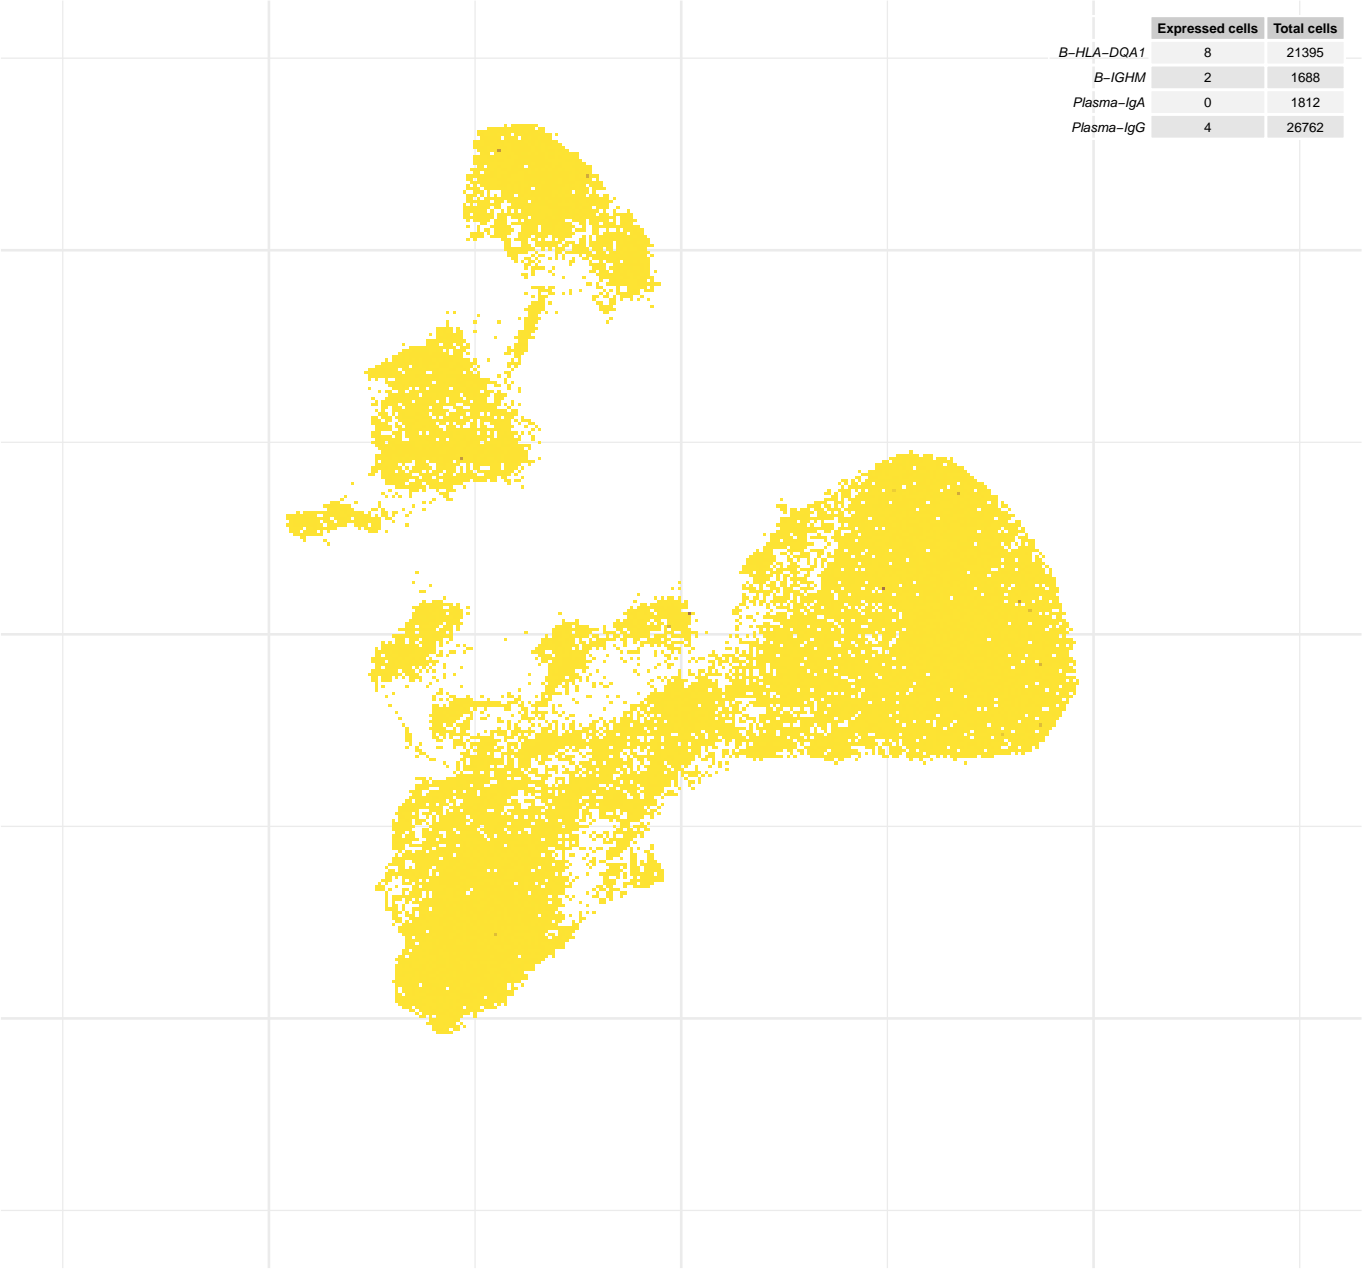 Expressed cells Total cells
B−HLA−DQA1 8 21395
B−IGHM 2 1688
Plasma−IgA 0 1812
Plasma−IgG 4 26762